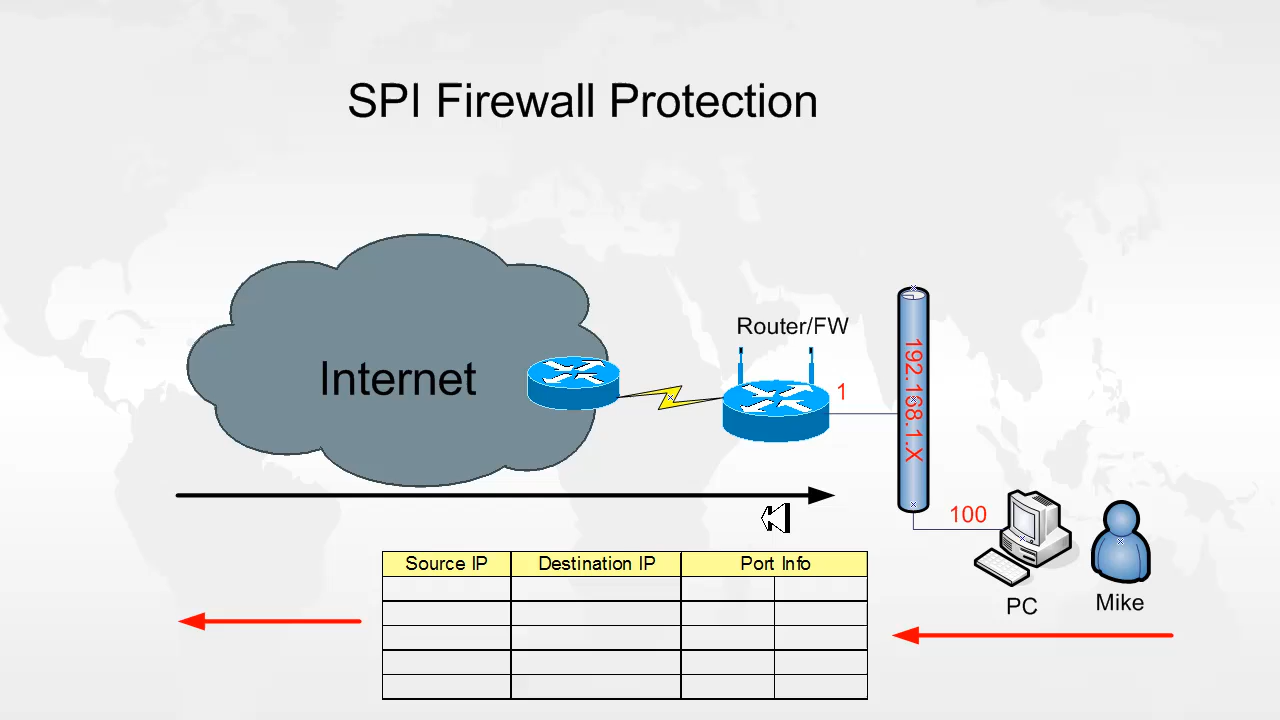 SPI Firewall Protection
Router/FW
Internet
1
192.168.1.X
100
Source IP Destination IP Port Info
PC
Mike